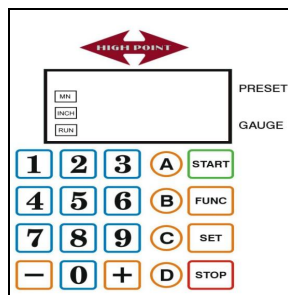 HIGH POINT
PRESET
MN
INCH
GAUGE
RUN
1 2 3 A START
4 5 6 B FUNC
7 8 9 C SET
- 0 + D STOP